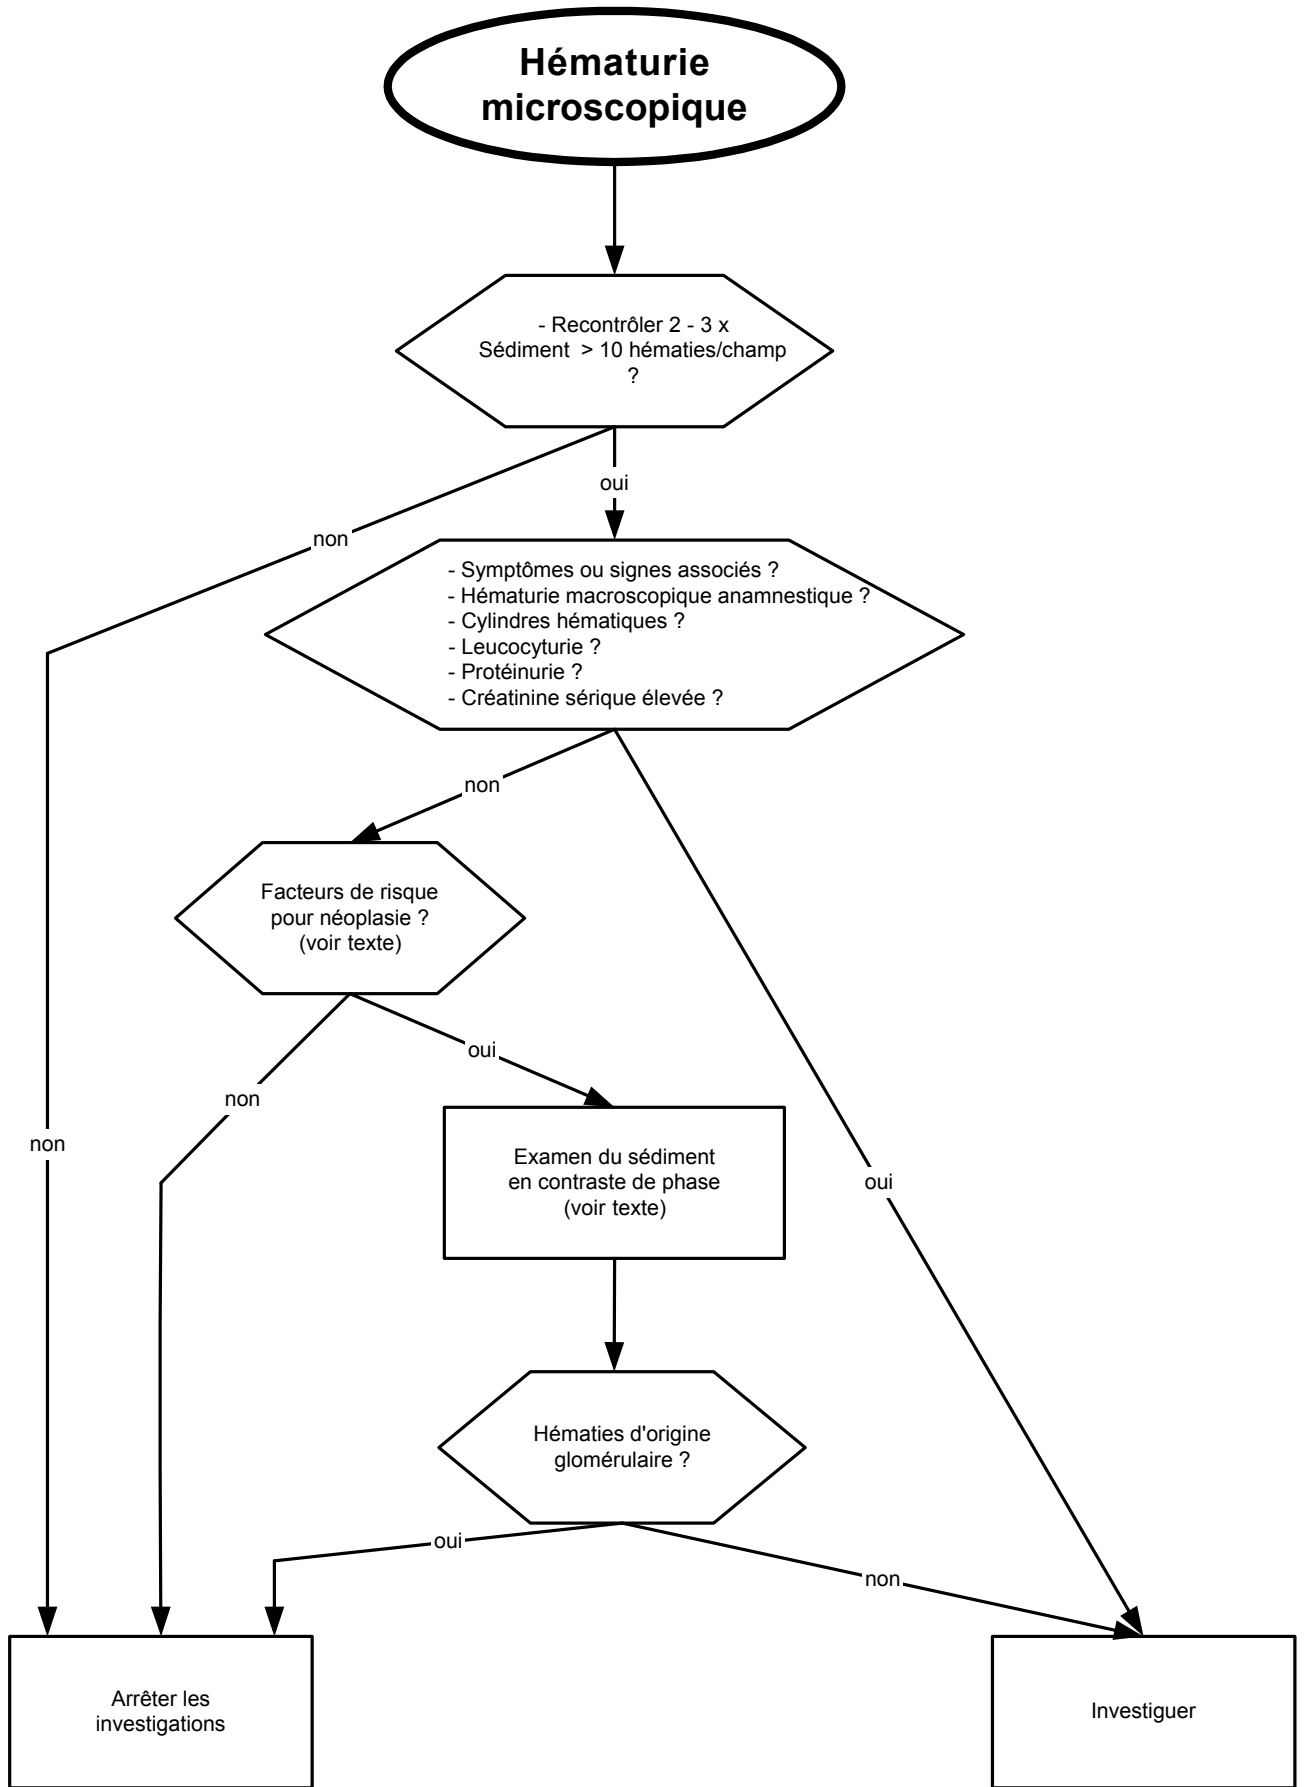 Hématurie
microscopique
- Recontrôler 2 - 3 x
Sédiment > 10 hématies/champ
?
oui
non
- Symptômes ou signes associés ?
- Hématurie macroscopique anamnestique ?
- Cylindres hématiques ?
- Leucocyturie ?
- Protéinurie ?
- Créatinine sérique élevée ?
non
Facteurs de risque
pour néoplasie ?
(voir texte)
oui
non
non
Examen du sédiment
en contraste de phase
(voir texte)
oui
Hématies d'origine
glomérulaire ?
oui
non
Arrêter les
investigations
Investiguer